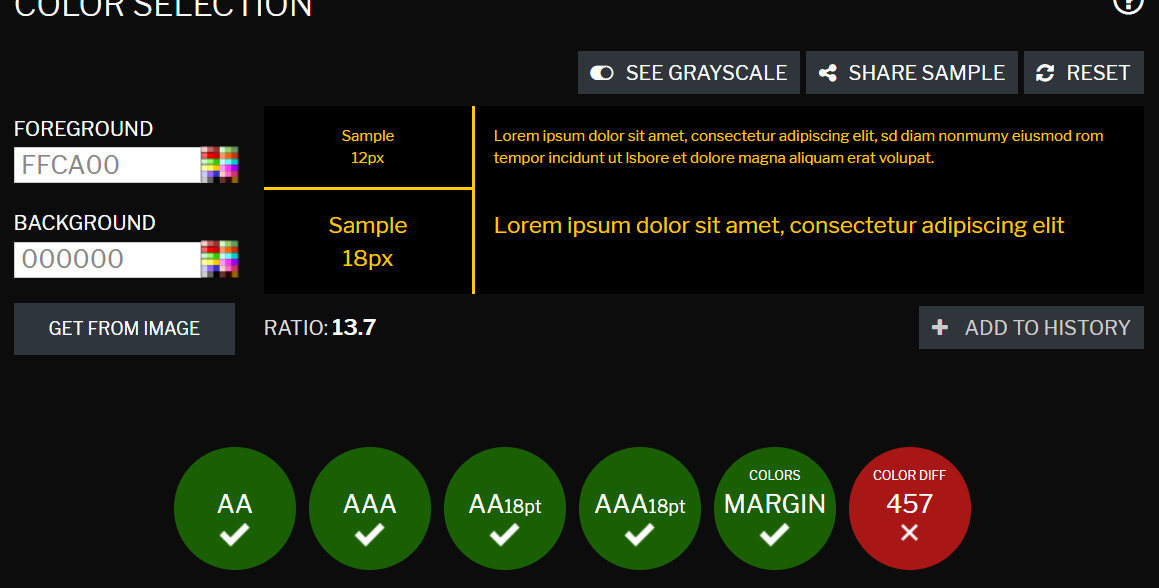 COLOR SELECTION
?
SEE GRAYSCALE
SHARE SAMPLE
RESET
FOREGROUND
FFCA00
BACKGROUND
000000
GET FROM IMAGE
Sample
12px
Lorem ipsum dolor sit amet, consectetur adipiscing elit, sd diam nonmumy eiusmod rom
tempor incidunt ut lsbore et dolore magna aliquam erat volupat.
Sample
18px
Lorem ipsum dolor sit amet, consectetur adipiscing elit
RATIO: 13.7
ADD TO HISTORY
AA
AAA
AA18pt
AAA18pt
COLORS
MARGIN
COLOR DIFF
457